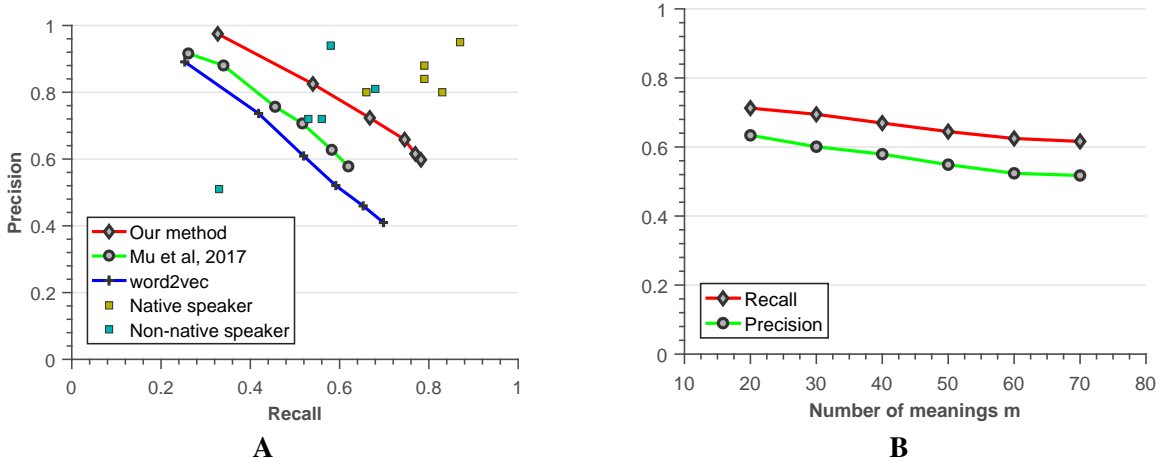 1
0.8
0.6
0.4
0.2
0
Precision
Our method
Mu et al, 2017
word2vec
Native speaker
Non-native speaker
0 0.2 0.4 0.6 0.8 1
Recall
A
1
0.8
0.6
0.4
0.2
0
Recall
Precision
10 20 30 40 50 60 70 80
Number of meanings m
B